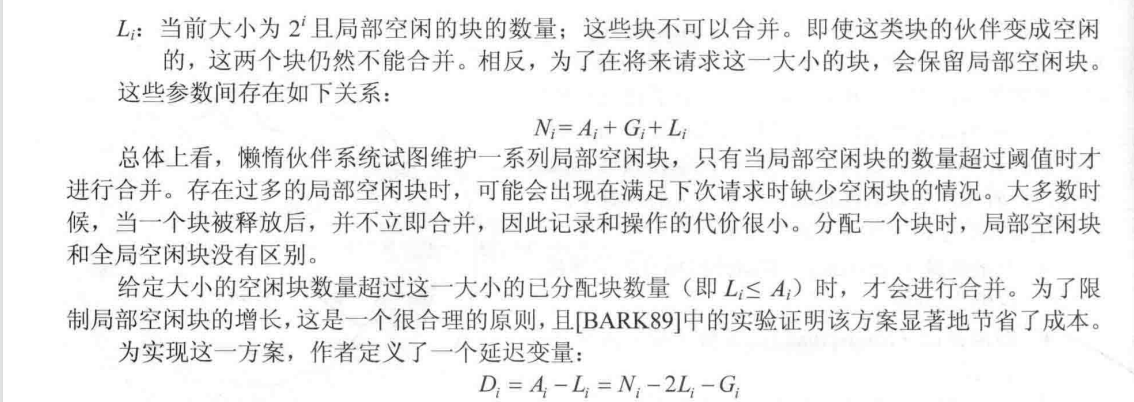 L_i：当前大小为 2^i 且局部空闲的块的数量；这些块不可以合并。即使这类块的伙伴变成空闲
的，这两个块仍然不能合并。相反，为了在将来请求这一大小的块，会保留局部空闲块。
这些参数间存在如下关系：
N_i = A_i + G_i + L_i
总体上看，懒惰伙伴系统试图维护一系列局部空闲块，只有当局部空闲块的数量超过阈值时才
进行合并。存在过多的局部空闲块时，可能会出现在满足下次请求时缺少空闲块的情况。大多数时
候，当一个块被释放后，并不立即合并，因此记录和操作的代价很小。分配一个块时，局部空闲块
和全局空闲块没有区别。
给定大小的空闲块数量超过这一大小的已分配块数量（即 L_i ≤ A_i）时，才会进行合并。为了限
制局部空闲块的增长，这是一个很合理的原则，且[BARK89]中的实验证明该方案显著地节省了成本。
为实现这一方案，作者定义了一个延迟变量：
D_i = A_i − L_i = N_i − 2L_i − G_i